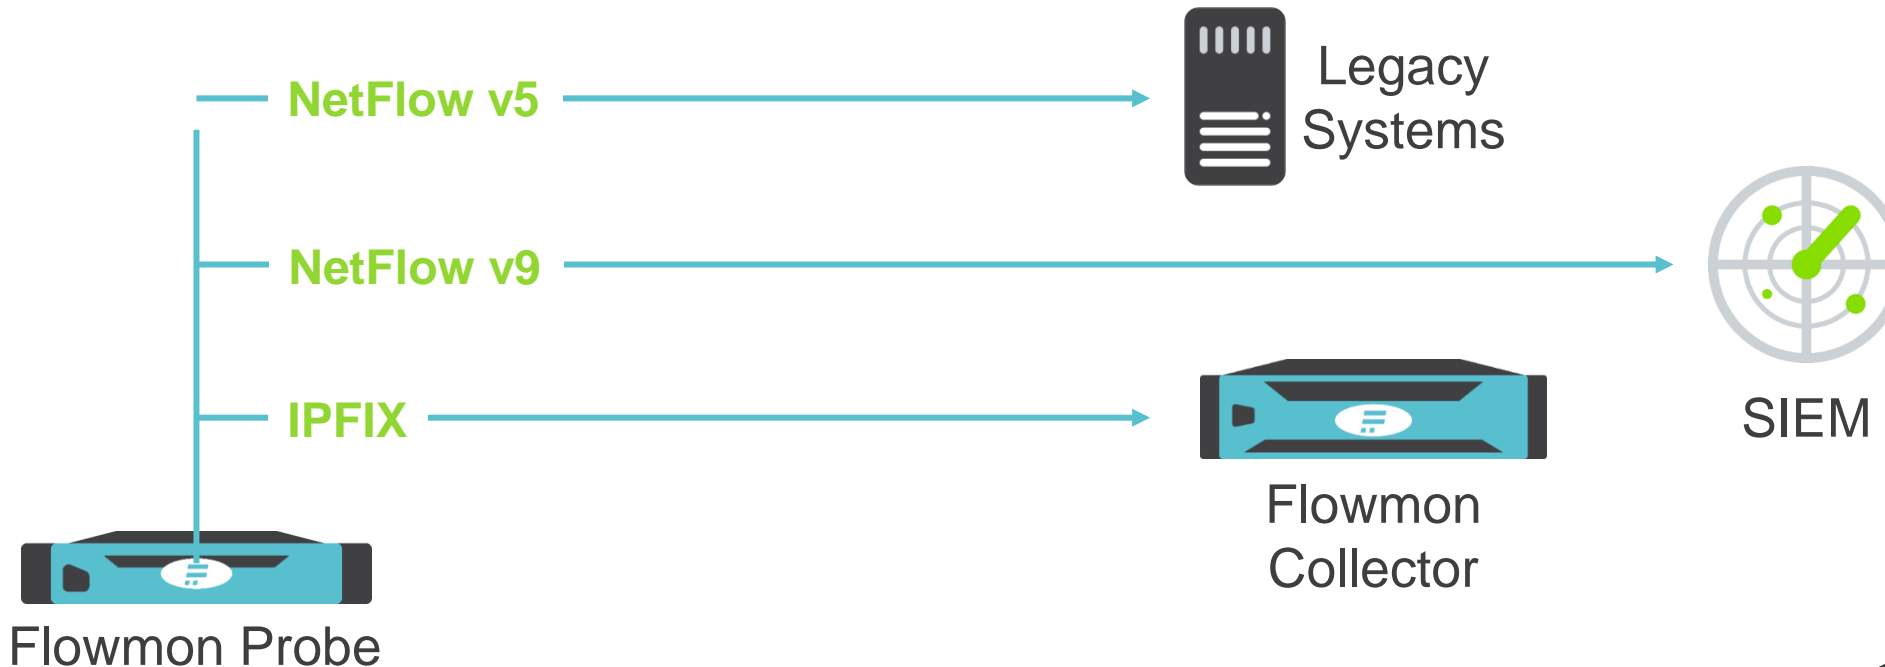 NetFlow v5
Legacy
Systems
NetFlow v9
SIEM
IPFIX
Flowmon
Collector
Flowmon Probe